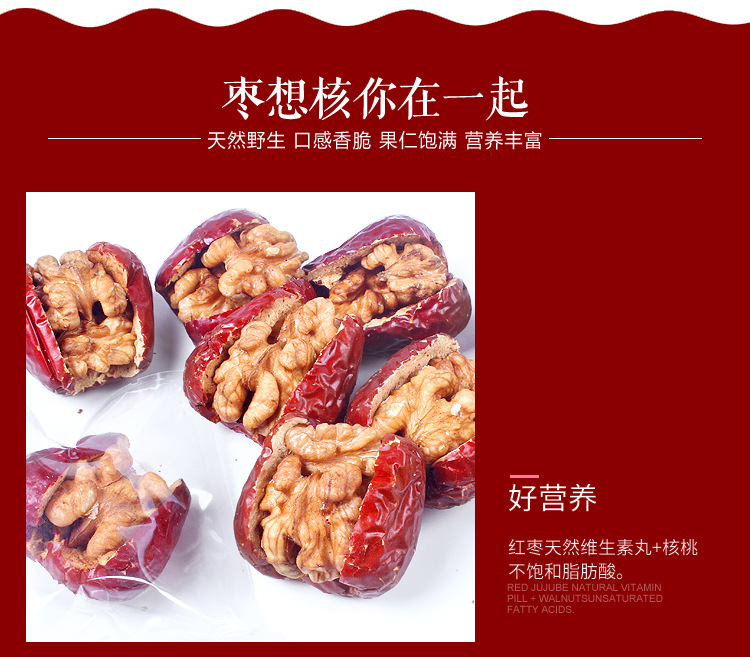 枣想核你在一起
天然野生 口感香脆 果仁饱满 营养丰富
好营养
红枣天然维生素丸+核桃
不饱和脂肪酸。
RED JUJUBE NATURAL VITAMIN
PILL + WALNUTSUNSATURATED
FATTY ACIDS.